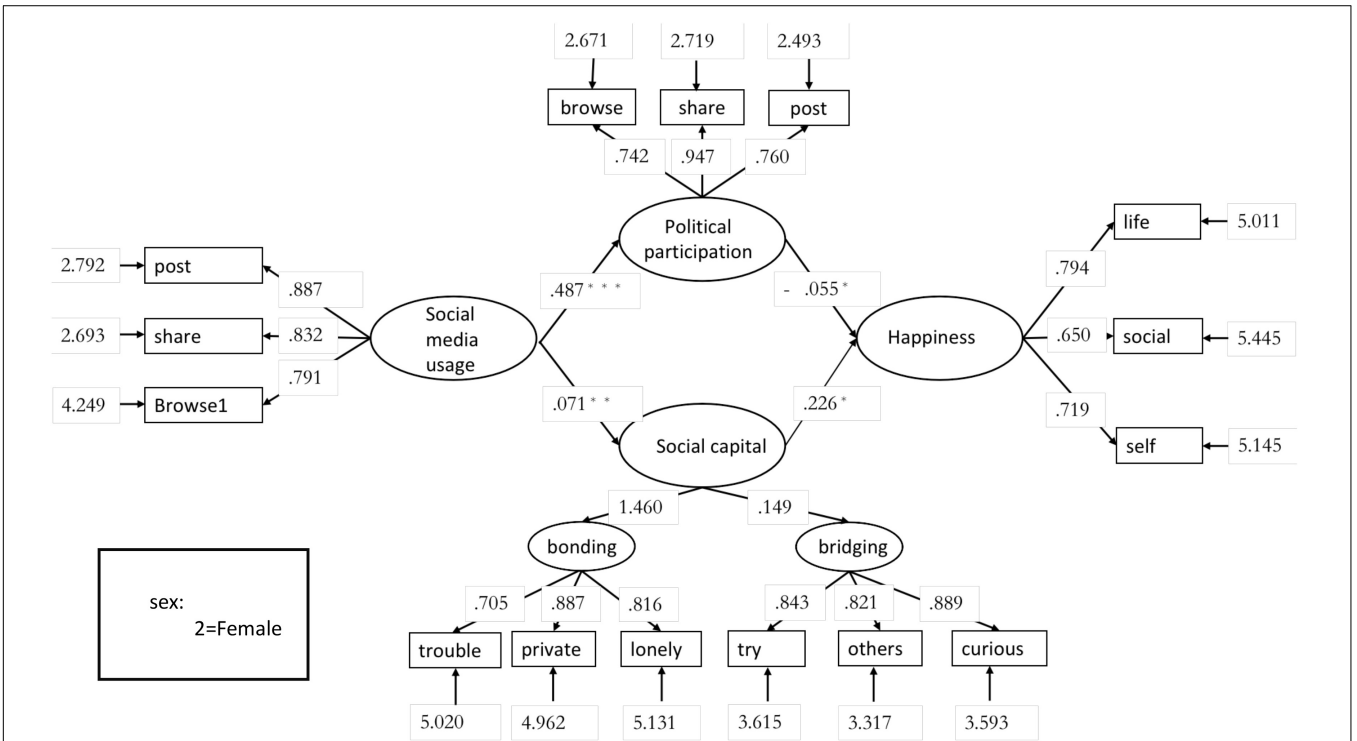 2.671 2.719 2.493
browse share post
.742 .947 .760
Political
participation
life 5.011
2.792 post
.794
.887
.487*** - .055*
Social
media
usage
2.693 share .832
Happiness
.650 social 5.445
.791
4.249 Browse1
.071** .226*
.719
Social capital
self 5.145
1.460 .149
bonding bridging
.705 .887 .816 .843 .821 .889
sex:
2=Female
trouble private lonely try others curious
5.020 4.962 5.131 3.615 3.317 3.593